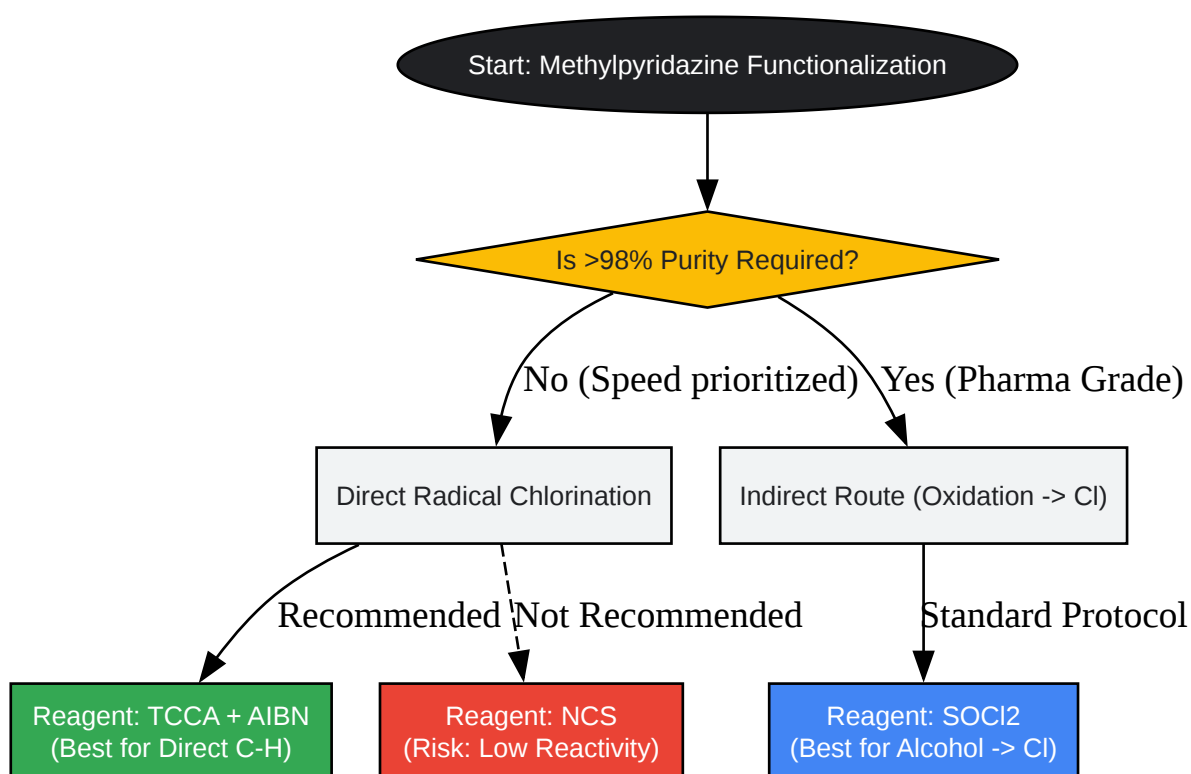 Start: Methylpyridazine Functionalization
Is >98% Purity Required?
No (Speed prioritized)
Yes (Pharma Grade)
Direct Radical Chlorination
Indirect Route (Oxidation -> Cl)
Recommended
Not Recommended
Standard Protocol
Reagent: TCCA + AIBN
(Best for Direct C-H)
Reagent: NCS
(Risk: Low Reactivity)
Reagent: SOCl2
(Best for Alcohol -> Cl)